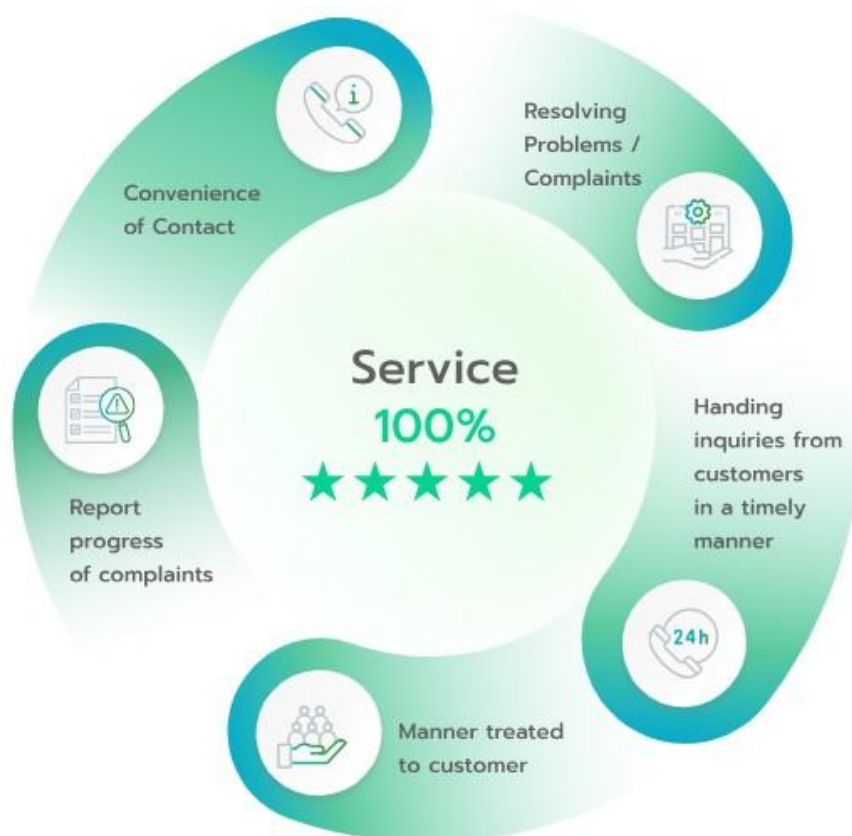 Convenience
of Contact
i
Resolving
Problems /
Complaints
Service
100%
Handing
inquiries from
customers
in a timely
manner
24h
Report
progress
of complaints
Manner treated
to customer